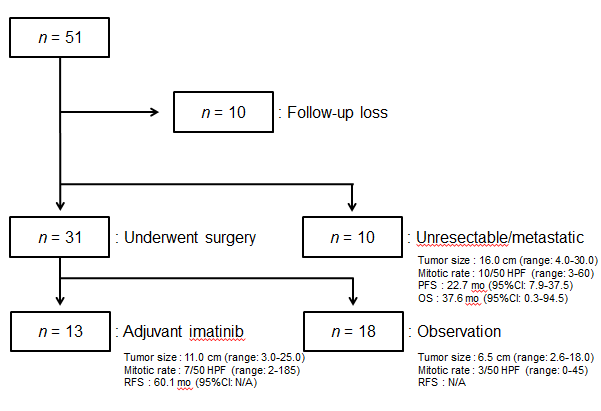 n = 51
n = 10 : Follow-up loss
n = 31 : Underwent surgery
n = 10 : Unresectable/metastatic
Tumor size : 16.0 cm (range: 4.0-30.0)
Mitotic rate : 10/50 HPF (range: 3-60)
PFS : 22.7 mo (95%CI: 7.9-37.5)
OS : 37.6 mo (95%CI: 0.3-94.5)
n = 13 : Adjuvant imatinib
Tumor size : 11.0 cm (range: 3.0-25.0)
Mitotic rate : 7/50 HPF (range: 2-185)
RFS : 60.1 mo (95%CI: N/A)
n = 18 : Observation
Tumor size : 6.5 cm (range: 2.6-18.0)
Mitotic rate : 3/50 HPF (range: 0-45)
RFS : N/A